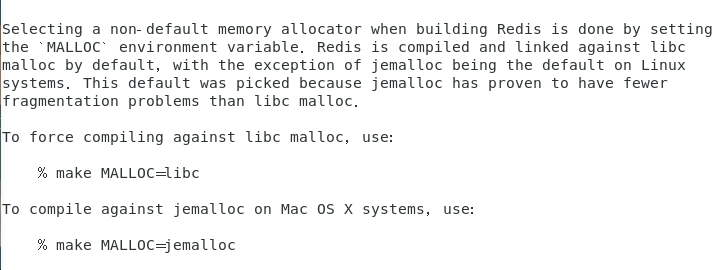 Selecting a non-default memory allocator when building Redis is done by setting
the `MALLOC` environment variable. Redis is compiled and linked against libc
malloc by default, with the exception of jemalloc being the default on Linux
systems. This default was picked because jemalloc has proven to have fewer
fragmentation problems than libc malloc.
To force compiling against libc malloc, use:
% make MALLOC=libc
To compile against jemalloc on Mac OS X systems, use:
% make MALLOC=jemalloc